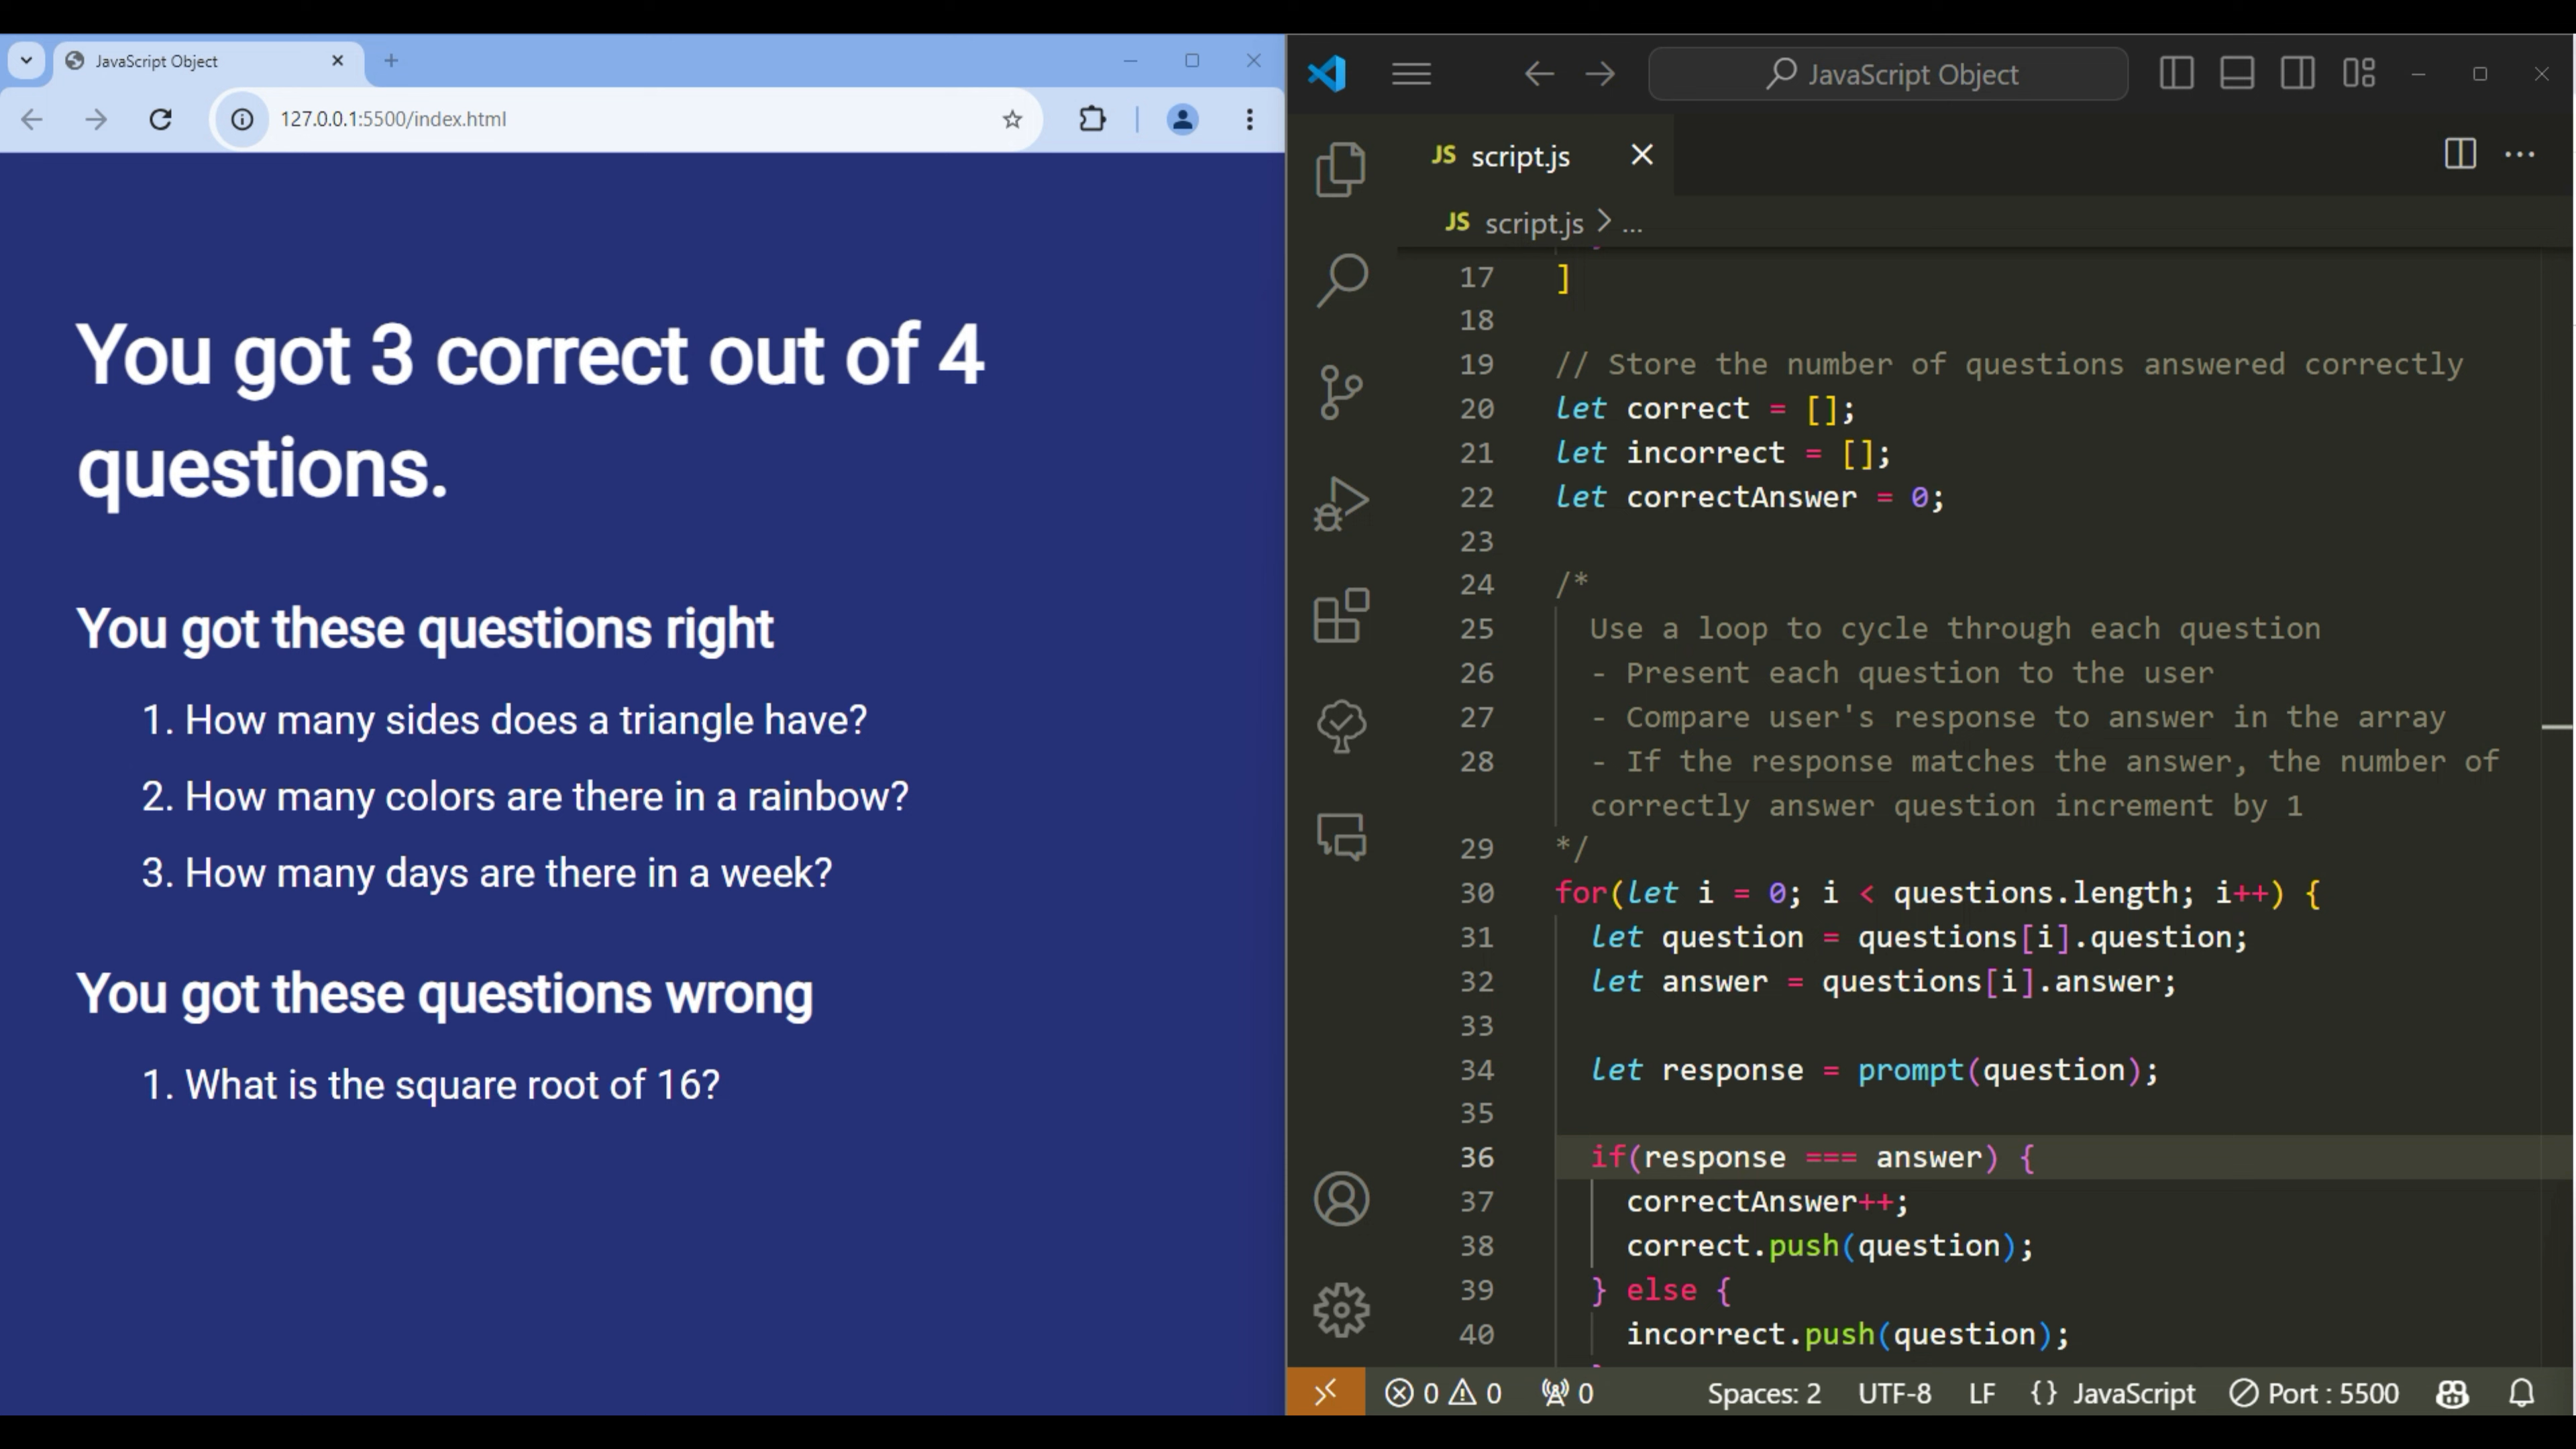 JavaScript Object
127.0.0.1:5500/index.html
You got 3 correct out of 4
questions.
You got these questions right
1. How many sides does a triangle have?
2. How many colors are there in a rainbow?
3. How many days are there in a week?
You got these questions wrong
1. What is the square root of 16?
JavaScript Object
JS script.js
JS script.js > ...
17 ]
18
19 // Store the number of questions answered correctly
20 let correct = [];
21 let incorrect = [];
22 let correctAnswer = 0;
23
24 /*
25 Use a loop to cycle through each question
26 - Present each question to the user
27 - Compare user's response to answer in the array
28 - If the response matches the answer, the number of
correctly answer question increment by 1
29 */
30 for(let i = 0; i < questions.length; i++) {
31 let question = questions[i].question;
32 let answer = questions[i].answer;
33
34 let response = prompt(question);
35
36 if(response === answer) {
37 correctAnswer++;
38 correct.push(question);
39 } else {
40 incorrect.push(question);
0 0 0 Spaces: 2 UTF-8 LF {} JavaScript Port : 5500